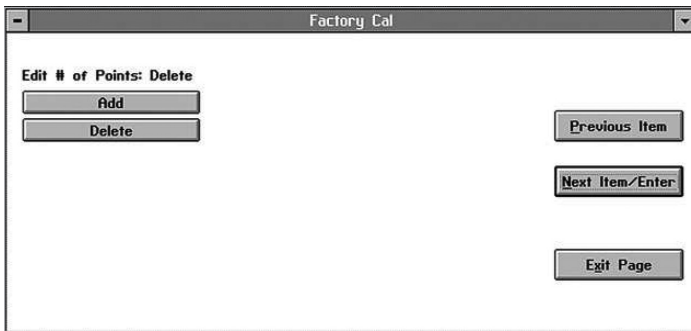 Factory Cal
Edit # of Points: Delete
Add
Delete
Previous Item
Next Item/Enter
Exit Page